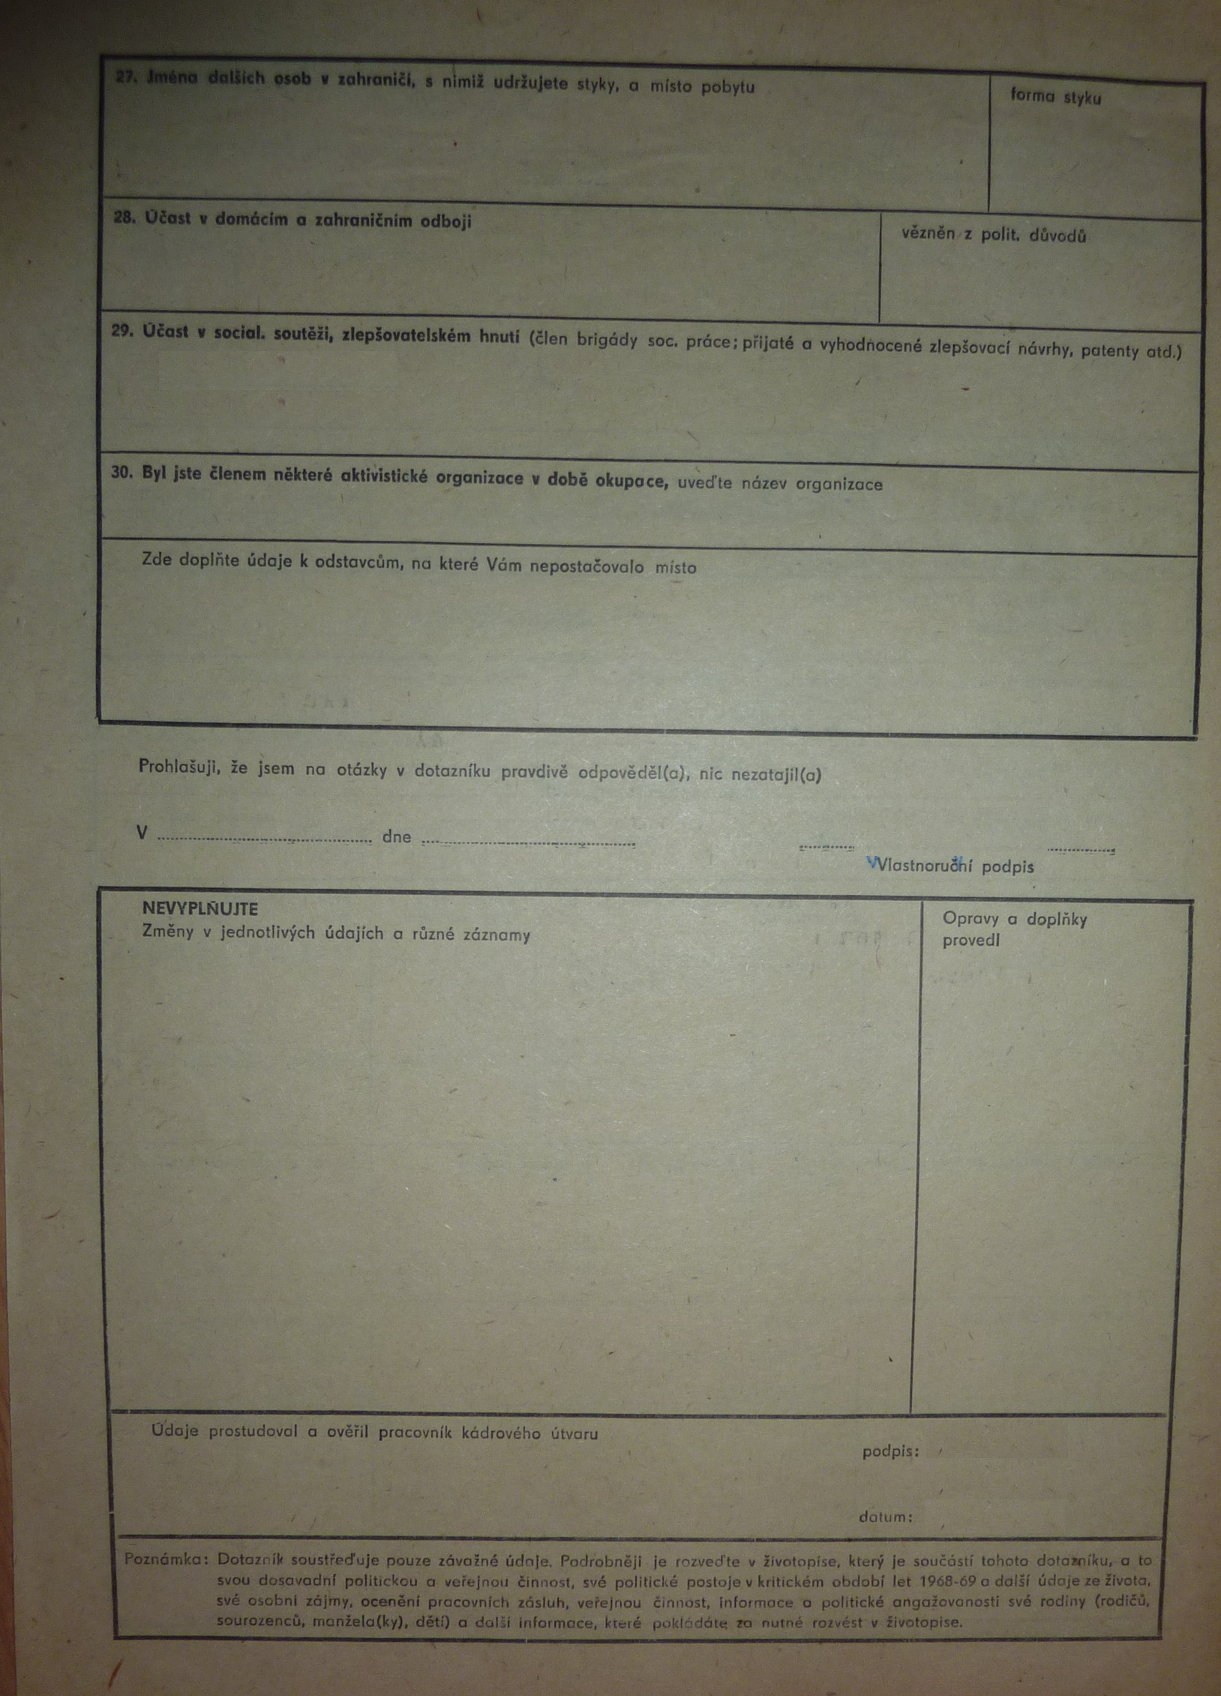 27. Jména dalších osob v zahraničí, s nimiž udržujete styky, a místo pobytu
forma styku
28. Účast v domácím a zahraničním odboji
vězněn z polit. důvodů
29. Účast v social. soutěži, zlepšovatelském hnutí (člen brigády soc. práce; přijaté a vyhodnocené zlepšovací návrhy, patenty atd.)
30. Byl jste členem některé aktivistické organizace v době okupace, uveďte název organizace
Zde doplňte údaje k odstavcům, na které Vám nepostačovalo místo
Prohlašuji, že jsem na otázky v dotazníku pravdivě odpověděl(a), nic nezatajil(a)
V ........................................ dne ........................................
Vlastnoruční podpis
NEVYPLŇUJTE
Změny v jednotlivých údajích a různé záznamy
Opravy a doplňky
provedl
Údaje prostudoval a ověřil pracovník kádrového útvaru
podpis:
datum:
Poznámka: Dotazník soustřeďuje pouze závažné údaje. Podrobněji je rozveďte v životopise, který je součástí tohoto dotazníku, a to
svou dosavadní politickou a veřejnou činnost, své politické postoje v kritickém období let 1968-69 a další údaje ze života,
své osobní zájmy, ocenění pracovních zásluh, veřejnou činnost, informace o politické angažovanosti své rodiny (rodičů,
sourozenců, manžela(ky), dětí) a další informace, které pokládáte za nutné rozvést v životopise.